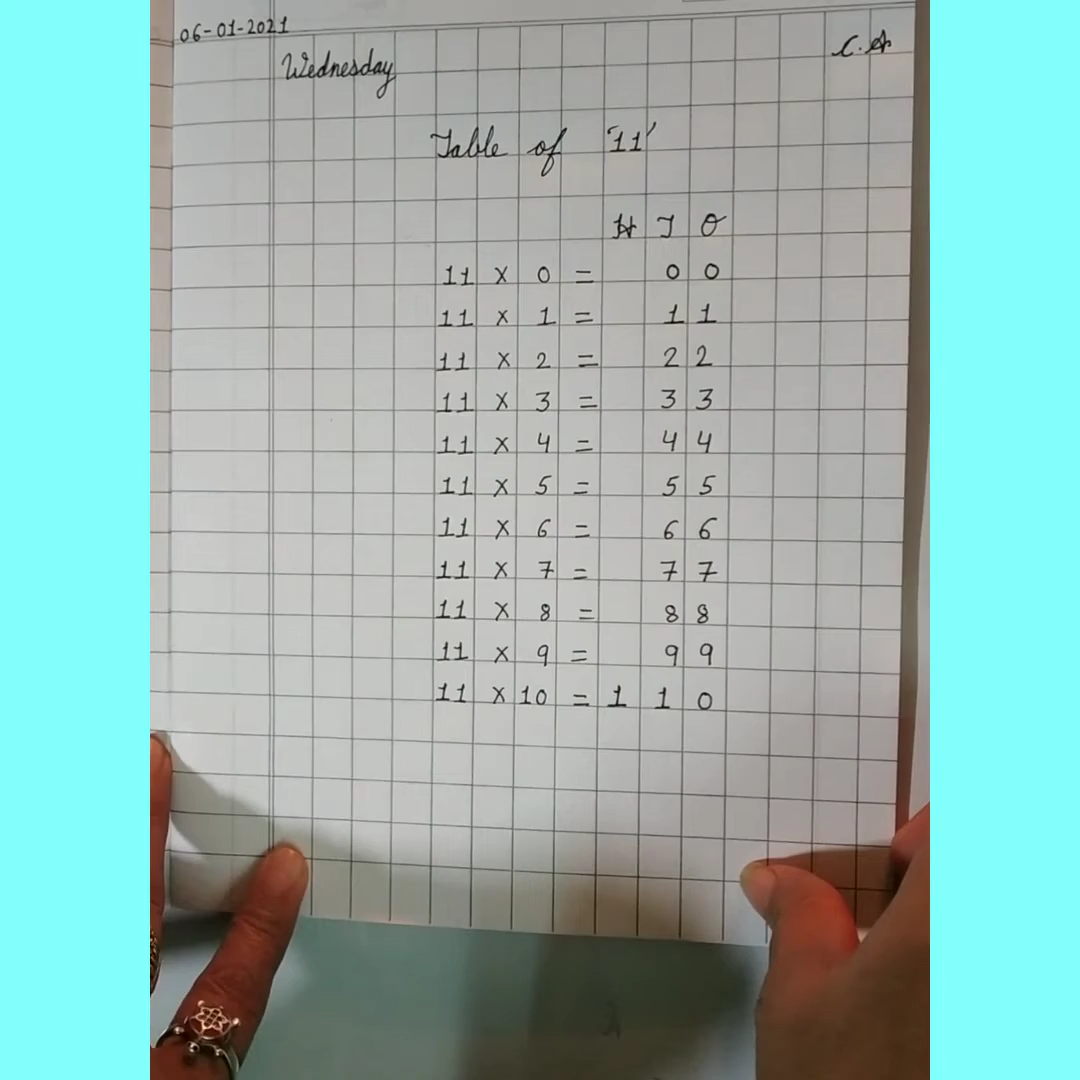 06-01-2021
Wednesday C.A
Table of '11'
H T O
11 × 0 = 0 0
11 × 1 = 1 1
11 × 2 = 2 2
11 × 3 = 3 3
11 × 4 = 4 4
11 × 5 = 5 5
11 × 6 = 6 6
11 × 7 = 7 7
11 × 8 = 8 8
11 × 9 = 9 9
11 × 10 = 1 1 0